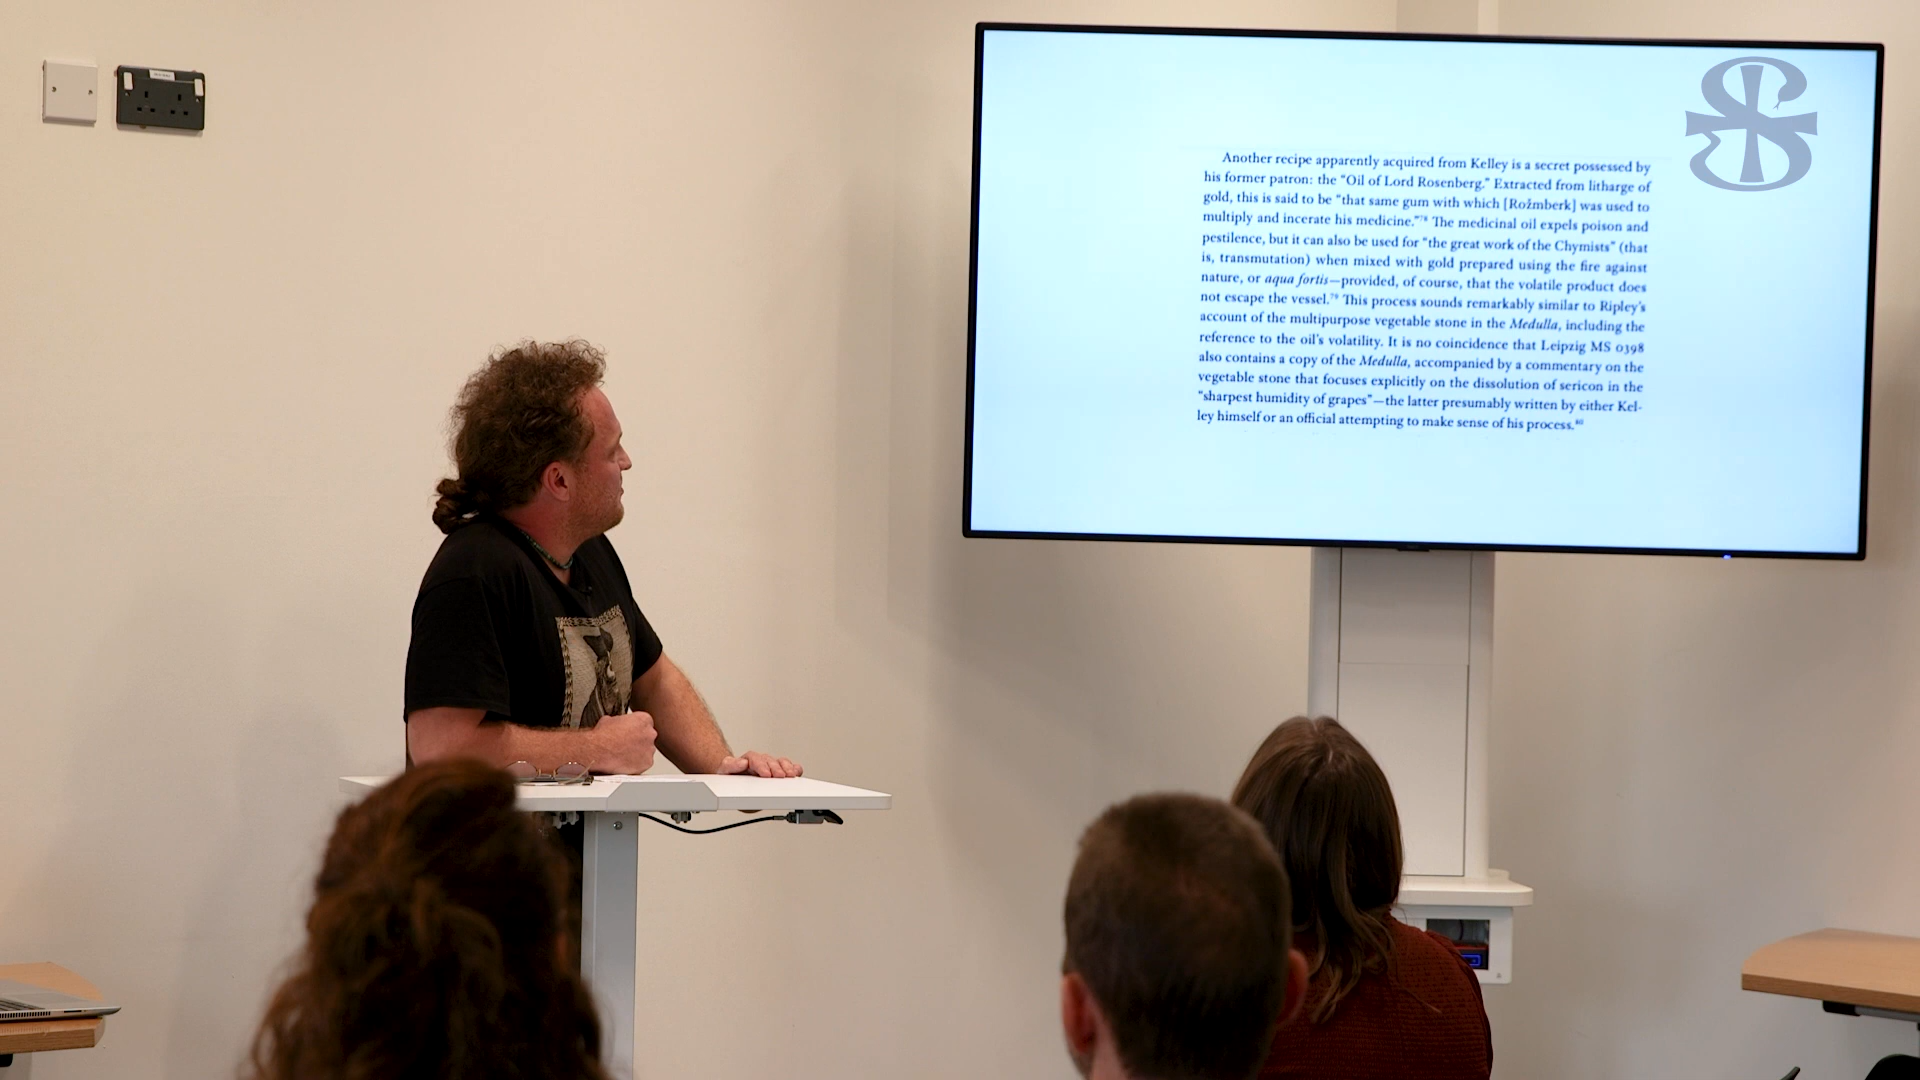 Another recipe apparently acquired from Kelley is a secret possessed by
his former patron: the "Oil of Lord Rosenberg." Extracted from litharge of
gold, this is said to be "that same gum with which [Rožmberk] was used to
multiply and incerate his medicine."⁷⁸ The medicinal oil expels poison and
pestilence, but it can also be used for "the great work of the Chymists" (that
is, transmutation) when mixed with gold prepared using the fire against
nature, or aqua fortis—provided, of course, that the volatile product does
not escape the vessel.⁷⁹ This process sounds remarkably similar to Ripley's
account of the multipurpose vegetable stone in the Medulla, including the
reference to the oil's volatility. It is no coincidence that Leipzig MS 0398
also contains a copy of the Medulla, accompanied by a commentary on the
vegetable stone that focuses explicitly on the dissolution of sericon in the
"sharpest humidity of grapes"—the latter presumably written by either Kel-
ley himself or an official attempting to make sense of his process.⁸⁰